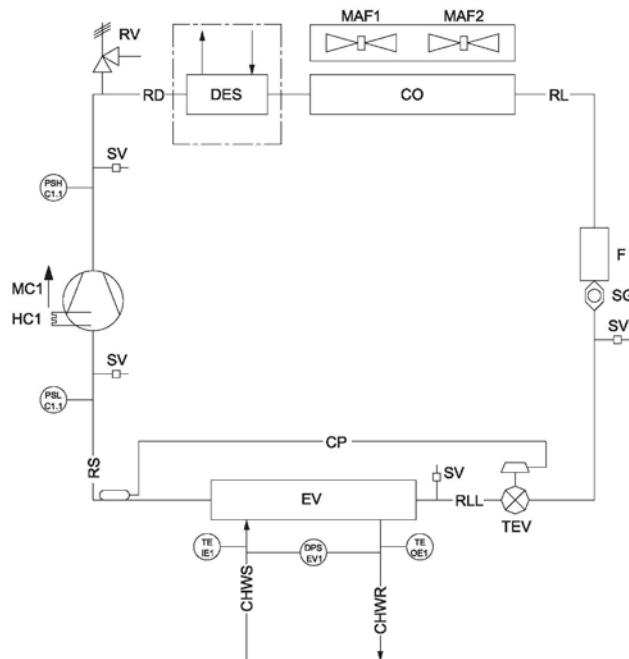 MAF1 MAF2
RV
RD DES CO RL
SV
PSH
C1.1
F
MC1
SG
HC1
SV
SV
PSL
C1.1
CP
RS
SV
EV
RLL
TEV
TE
IE1
DPS
EV1
TE
OE1
CHWS
CHWR